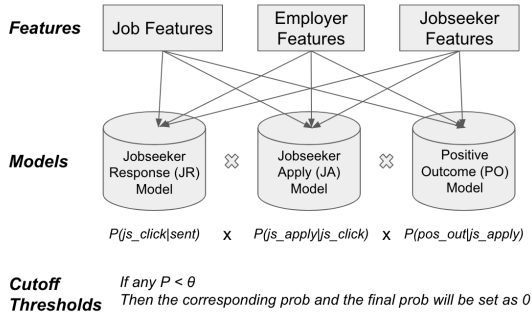 Features
Job Features
Employer
Features
Jobseeker
Features
Models
Jobseeker
Response (JR)
Model
Jobseeker
Apply (JA)
Model
Positive
Outcome (PO)
Model
P(js_click|sent) x P(js_apply|js_click) x P(pos_out|js_apply)
Cutoff
Thresholds
If any P < θ
Then the corresponding prob and the final prob will be set as 0